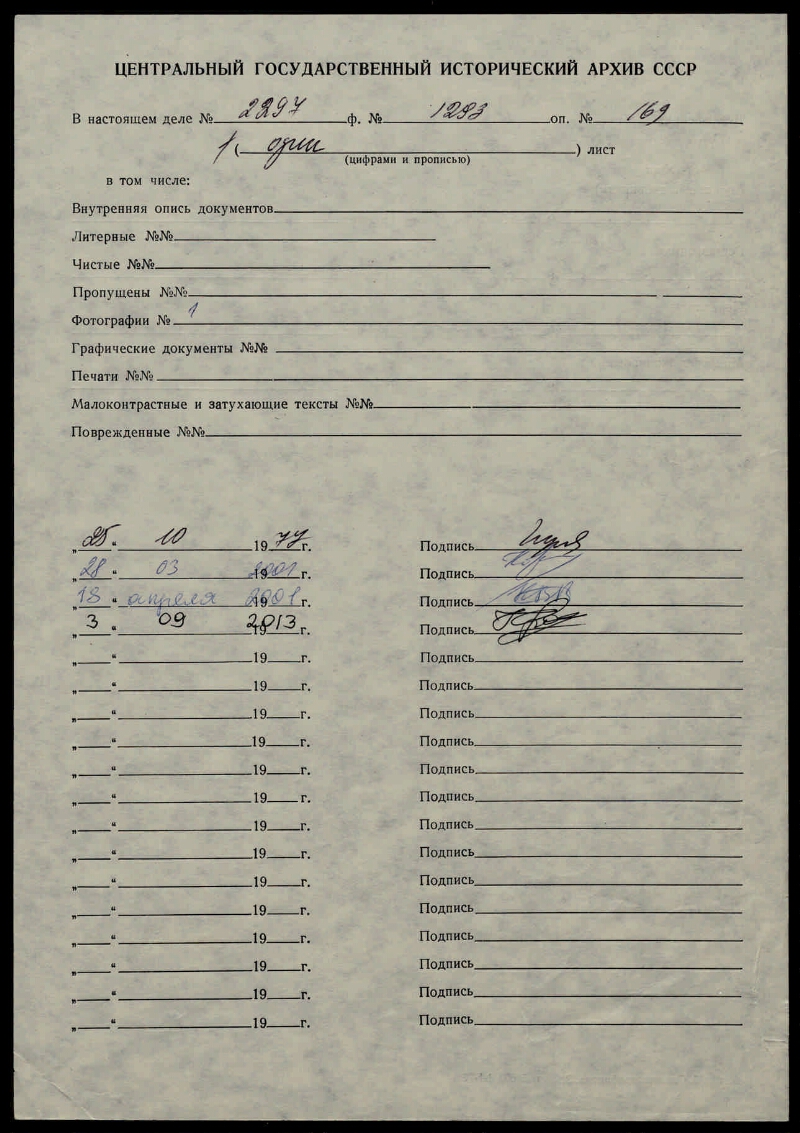 ЦЕНТРАЛЬНЫЙ ГОСУДАРСТВЕННЫЙ ИСТОРИЧЕСКИЙ АРХИВ СССР
В настоящем деле № ф. № 1293 оп. № 169
1 ( один ) лист
(цифрами и прописью)
в том числе:
Внутренняя опись документов
Литерные №№
Чистые №№
Пропущены №№
Фотографии № 1
Графические документы №№
Печати №№
Малоконтрастные и затухающие тексты №№
Поврежденные №№
„25“ 10 1977 г. Подпись
„28“ 03 2001 г. Подпись
„18“ апреля 2001 г. Подпись
„3“ 09 2013 г. Подпись
„ “ 19 г. Подпись
„ “ 19 г. Подпись
„ “ 19 г. Подпись
„ “ 19 г. Подпись
„ “ 19 г. Подпись
„ “ 19 г. Подпись
„ “ 19 г. Подпись
„ “ 19 г. Подпись
„ “ 19 г. Подпись
„ “ 19 г. Подпись
„ “ 19 г. Подпись
„ “ 19 г. Подпись
„ “ 19 г. Подпись
„ “ 19 г. Подпись